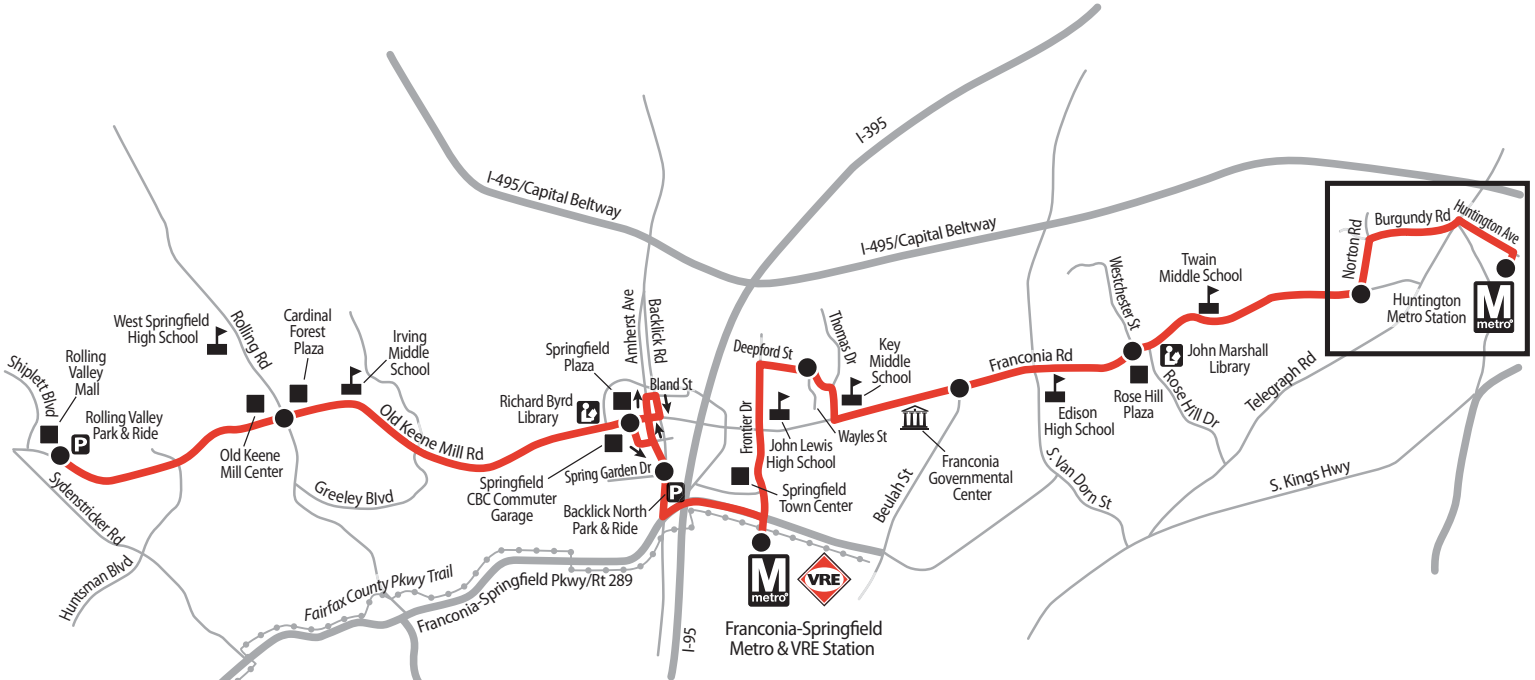 I-395
I-495/Capital Beltway
I-495/Capital Beltway
Burgundy Rd
Huntington Ave
Norton Rd
Huntington
Metro Station
M
metro
Twain
Middle School
Westchester St
John Marshall
Library
Rose Hill
Plaza
Rose Hill Dr
Telegraph Rd
S. Kings Hwy
Edison
High School
S. Van Dorn St
Franconia Rd
Franconia
Governmental
Center
Beulah St
Key
Middle
School
Thomas Dr
Deepford St
Wayles St
John Lewis
High School
Frontier Dr
Springfield
Town Center
M
metro
VRE
Franconia-Springfield
Metro & VRE Station
I-95
Backlick Rd
Amherst Ave
Bland St
Springfield
Plaza
Richard Byrd
Library
Spring Garden Dr
Springfield
CBC Commuter
Garage
P
Backlick North
Park & Ride
Franconia-Springfield Pkwy/Rt 289
Fairfax County Pkwy Trail
Old Keene Mill Rd
Irving
Middle
School
Cardinal
Forest
Plaza
Rolling Rd
West Springfield
High School
Old Keene
Mill Center
Greeley Blvd
Shiplett Blvd
Rolling
Valley
Mall
P
Rolling Valley
Park & Ride
Sydenstricker Rd
Huntsman Blvd